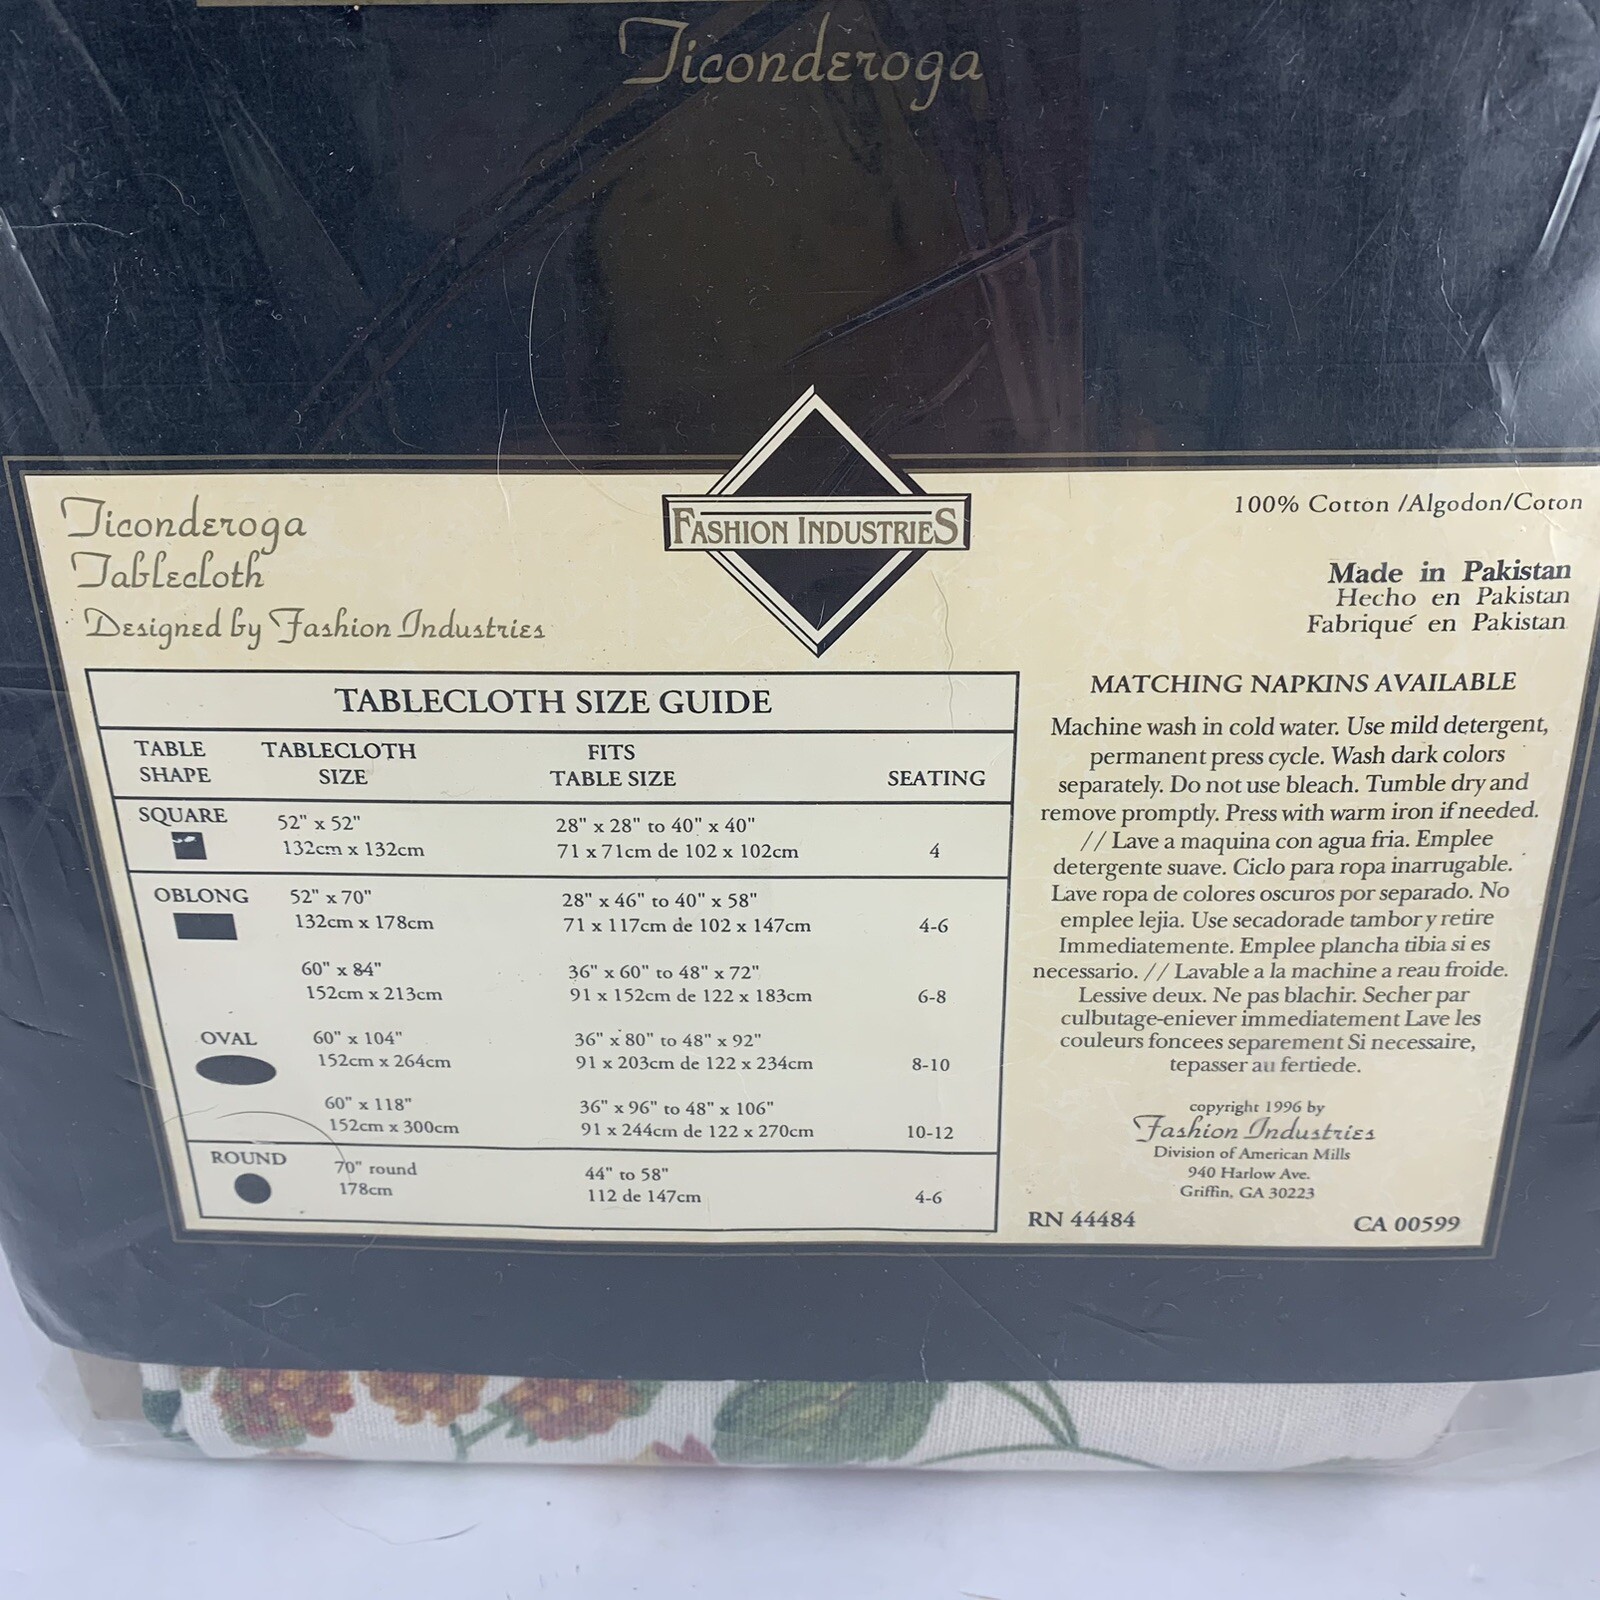 Ticonderoga
Ticonderoga
Tablecloth
Designed by Fashion Industries
FASHION INDUSTRIES
100% Cotton /Algodon/Coton
Made in Pakistan
Hecho en Pakistan
Fabriqué en Pakistan
TABLECLOTH SIZE GUIDE
TABLE SHAPE TABLECLOTH SIZE FITS TABLE SIZE SEATING
SQUARE 52" x 52" 28" x 28" to 40" x 40"
132cm x 132cm 71 x 71cm de 102 x 102cm 4
OBLONG 52" x 70" 28" x 46" to 40" x 58"
132cm x 178cm 71 x 117cm de 102 x 147cm 4-6
60" x 84" 36" x 60" to 48" x 72"
152cm x 213cm 91 x 152cm de 122 x 183cm 6-8
OVAL 60" x 104" 36" x 80" to 48" x 92"
152cm x 264cm 91 x 203cm de 122 x 234cm 8-10
60" x 118" 36" x 96" to 48" x 106"
152cm x 300cm 91 x 244cm de 122 x 270cm 10-12
ROUND 70" round 44" to 58"
178cm 112 de 147cm 4-6
MATCHING NAPKINS AVAILABLE
Machine wash in cold water. Use mild detergent,
permanent press cycle. Wash dark colors
separately. Do not use bleach. Tumble dry and
remove promptly. Press with warm iron if needed.
// Lave a maquina con agua fria. Emplee
detergente suave. Ciclo para ropa inarrugable.
Lave ropa de colores oscuros por separado. No
emplee lejia. Use secadorade tambor y retire
Immediatemente. Emplee plancha tibia si es
necessario. // Lavable a la machine a reau froide.
Lessive deux. Ne pas blachir. Secher par
culbutage-eniever immediatement Lave les
couleurs foncees separement Si necessaire,
tepasser au fertiede.
copyright 1996 by
Fashion Industries
Division of American Mills
940 Harlow Ave.
Griffin, GA 30223
RN 44484 CA 00599